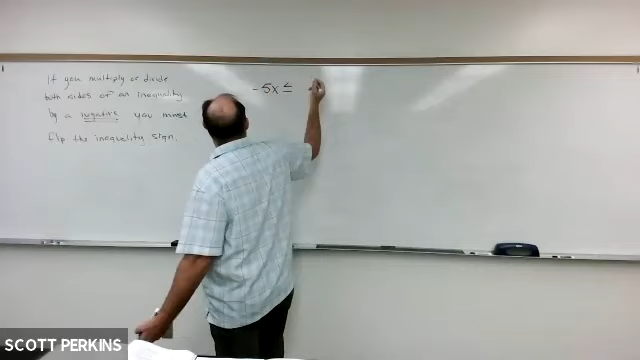 If you multiply or divide
both sides of an inequality
by a negative you must
flip the inequality sign.
-5x ≤
SCOTT PERKINS